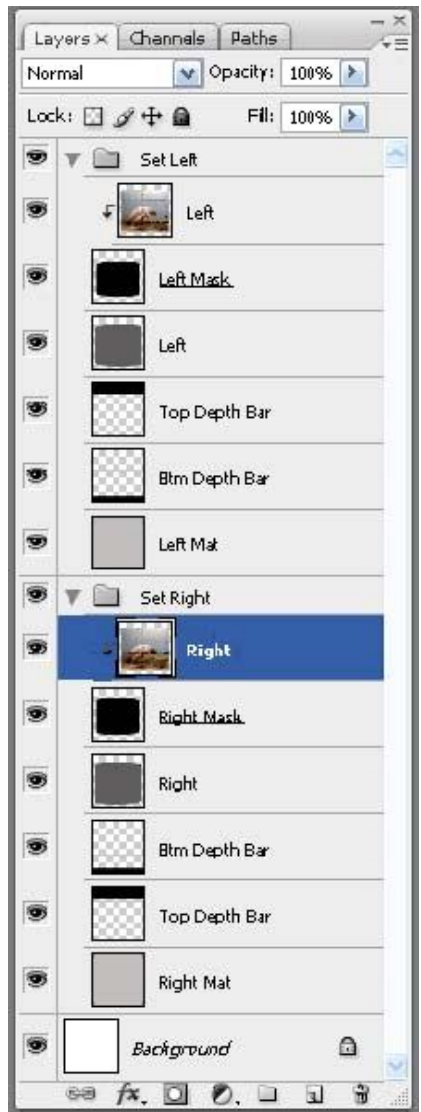 Layers × Channels Paths
Normal Opacity: 100%
Lock: Fill: 100%
Set Left
Left
Left Mask
Left
Top Depth Bar
Btm Depth Bar
Left Mat
Set Right
Right
Right Mask
Right
Btm Depth Bar
Top Depth Bar
Right Mat
Background
fx.